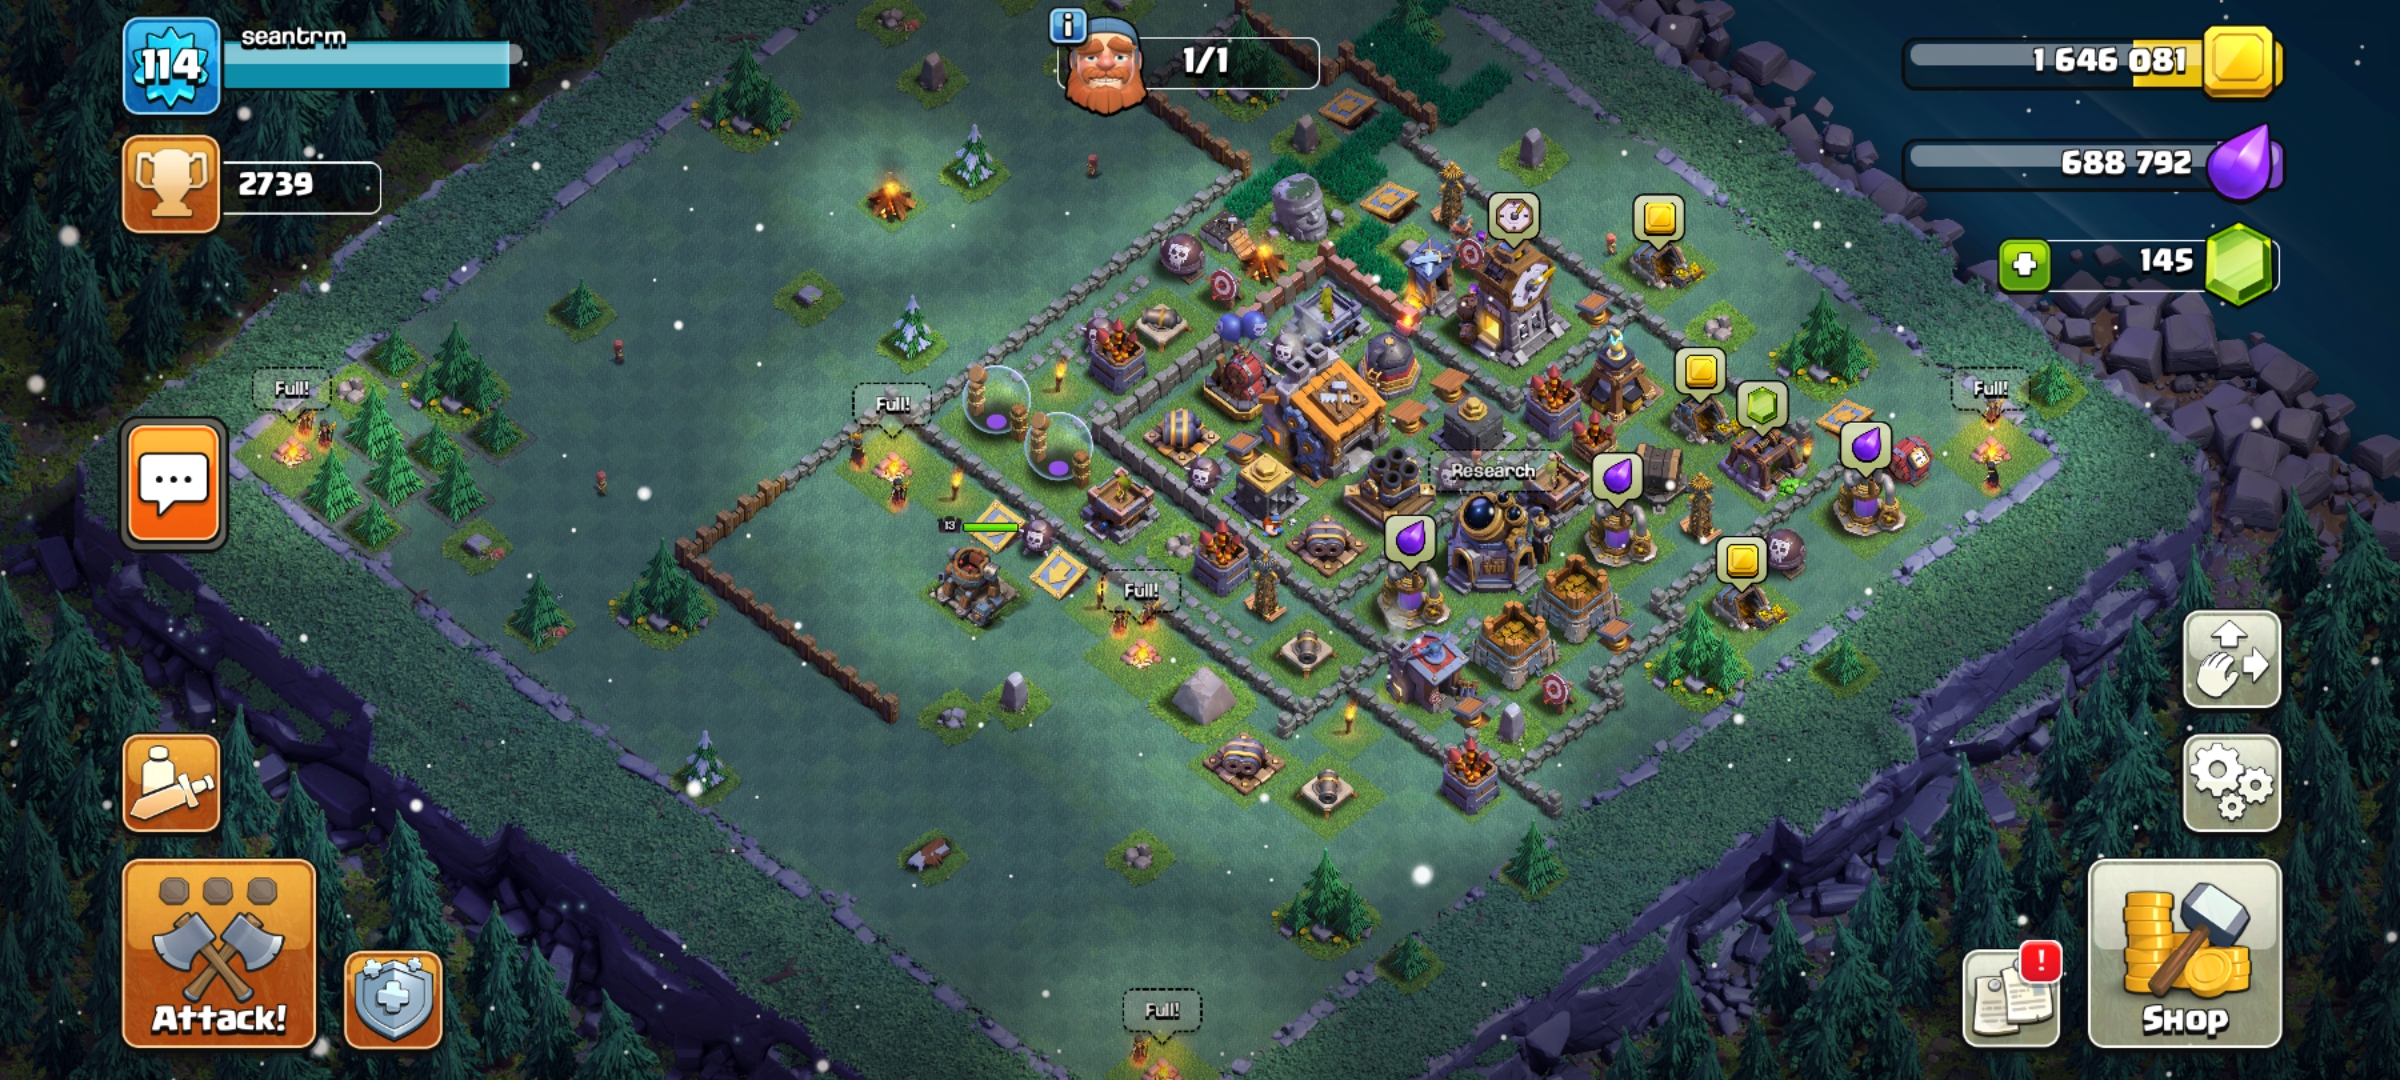 114
seantrm
1/1
1 646 081
2739
688 792
145
Full!
Full!
Full!
Research
13
Full!
Full!
Attack!
!
Shop